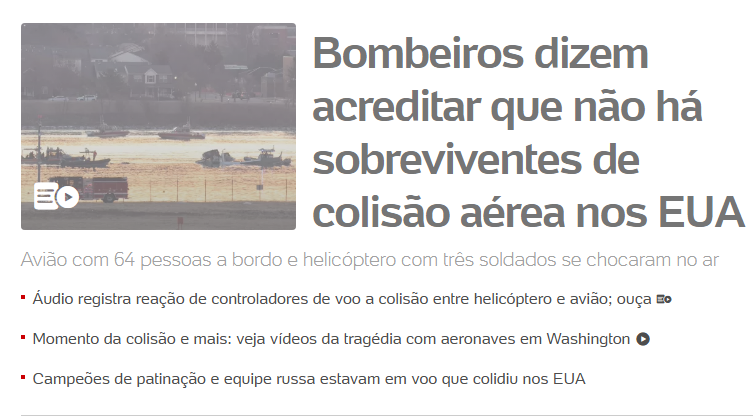 Bombeiros dizem
acreditar que não há
sobreviventes de
colisão aérea nos EUA
Avião com 64 pessoas a bordo e helicóptero com três soldados se chocaram no ar
Áudio registra reação de controladores de voo a colisão entre helicóptero e avião; ouça
Momento da colisão e mais: veja vídeos da tragédia com aeronaves em Washington
Campeões de patinação e equipe russa estavam em voo que colidiu nos EUA